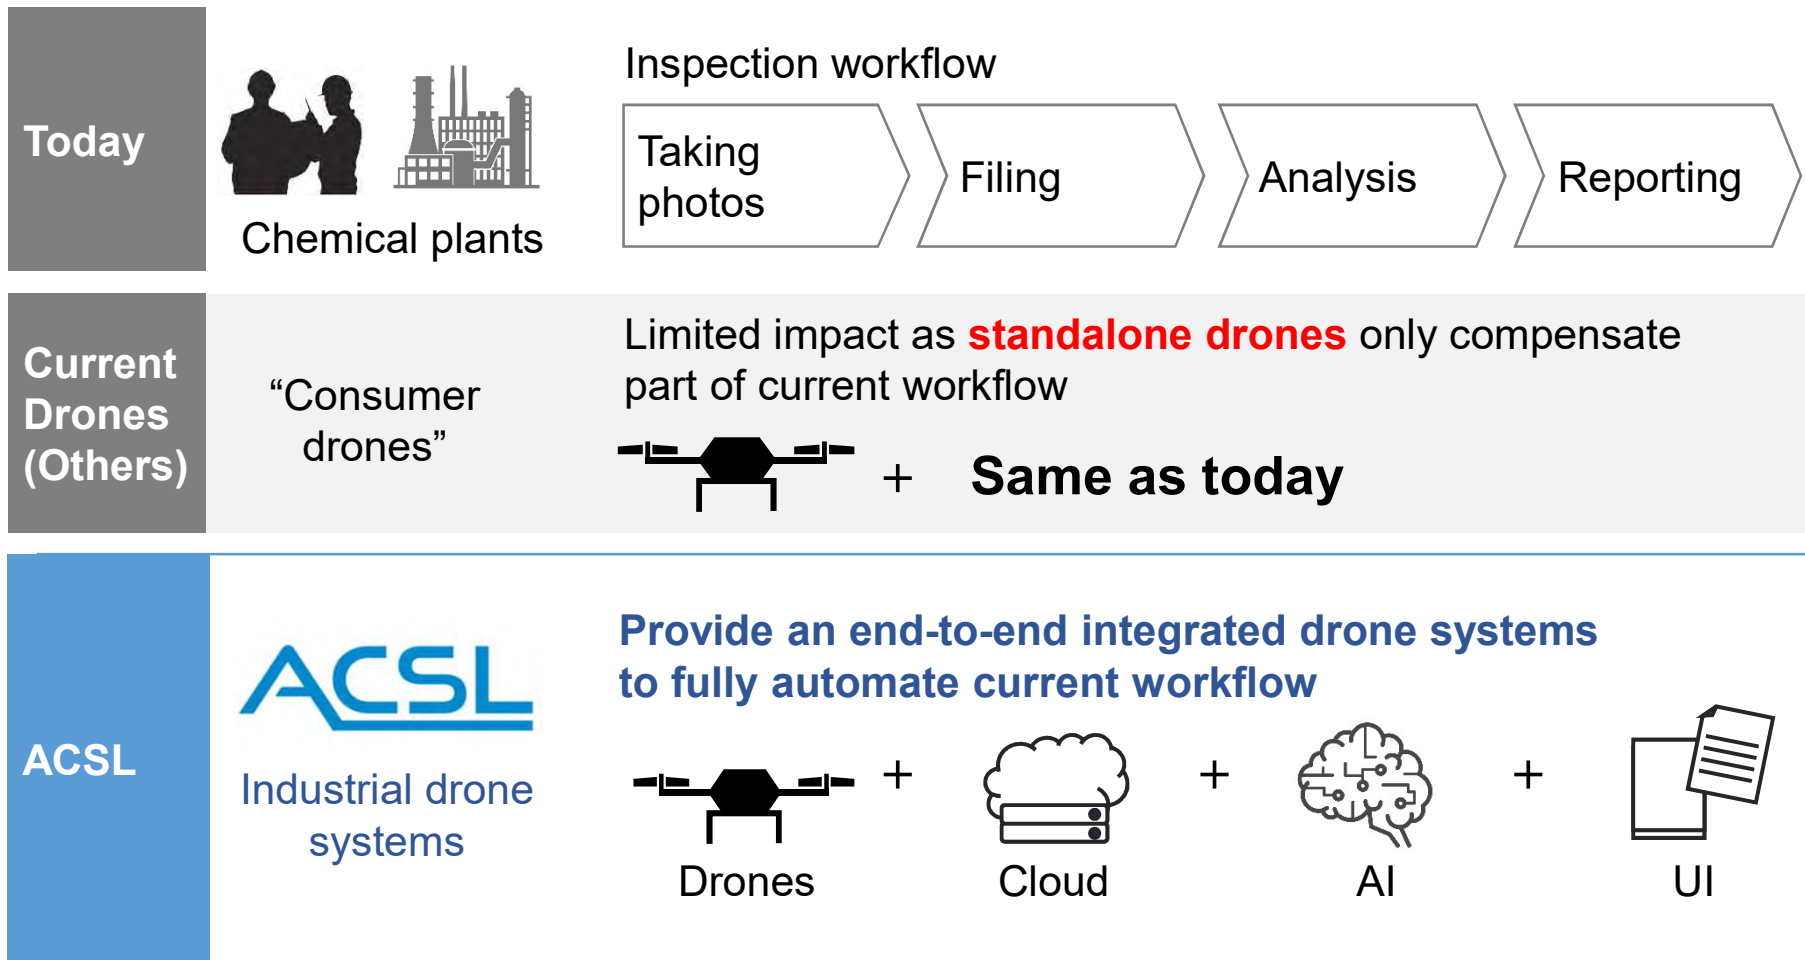 Today
Chemical plants
Inspection workflow
Taking
photos
Filing
Analysis
Reporting
Current
Drones
(Others)
“Consumer
drones”
Limited impact as standalone drones only compensate
part of current workflow
+ Same as today
ACSL
ACSL
Industrial drone
systems
Provide an end-to-end integrated drone systems
to fully automate current workflow
+ + +
Drones Cloud AI UI